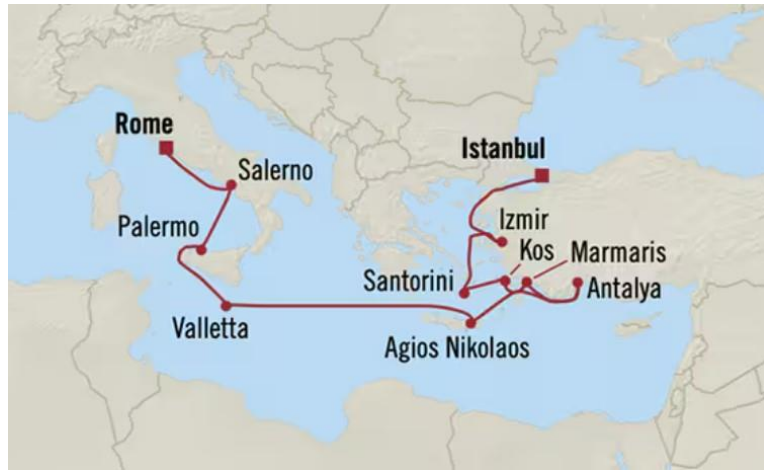 Rome
Istanbul
Salerno
Palermo
Izmir
Kos
Marmaris
Santorini
Antalya
Valletta
Agios Nikolaos